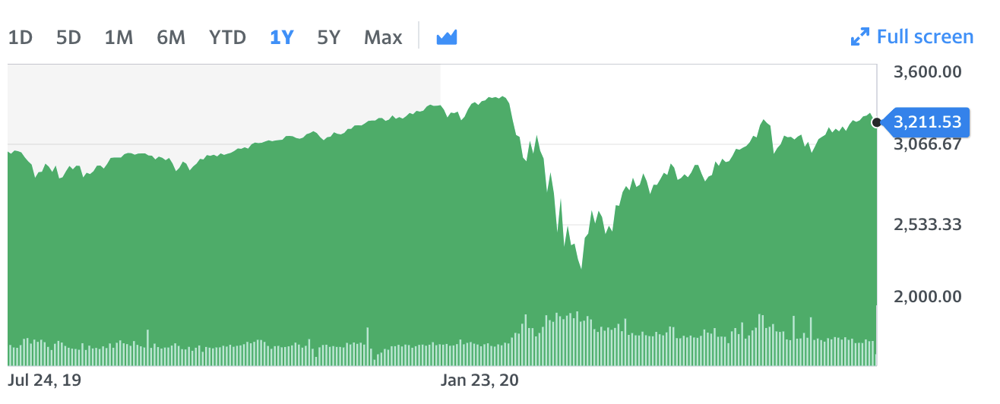 1D 5D 1M 6M YTD 1Y 5Y Max Full screen
3,600.00
3,211.53
3,066.67
2,533.33
2,000.00
Jul 24, 19 Jan 23, 20